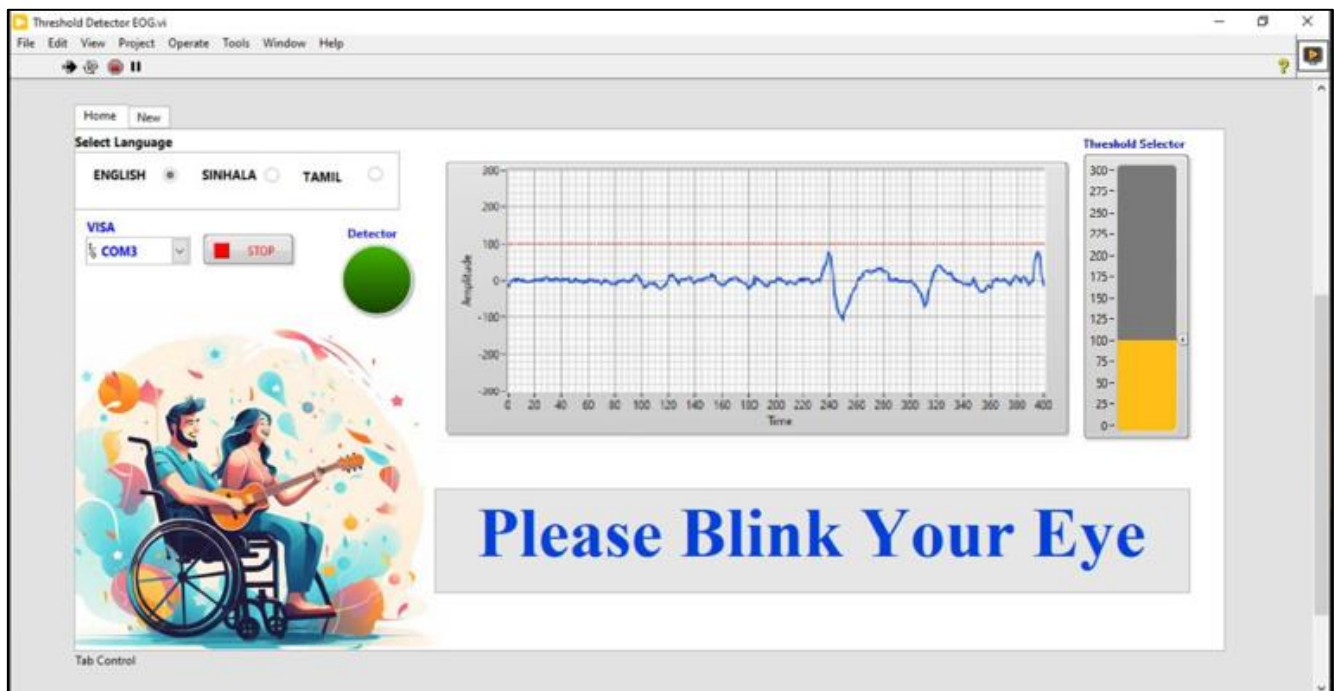 Threshold Detector EOG.vi
File Edit View Project Operate Tools Window Help
Home New
Select Language
ENGLISH SINHALA TAMIL
VISA
COM3
STOP
Detector
Amplitude
300
200
100
0
-100
-200
-300
0 20 40 60 80 100 120 140 160 180 200 220 240 260 280 300 320 340 360 380 400
Time
Threshold Selector
300
275
250
225
200
175
150
125
100
75
50
25
0
Please Blink Your Eye
Tab Control